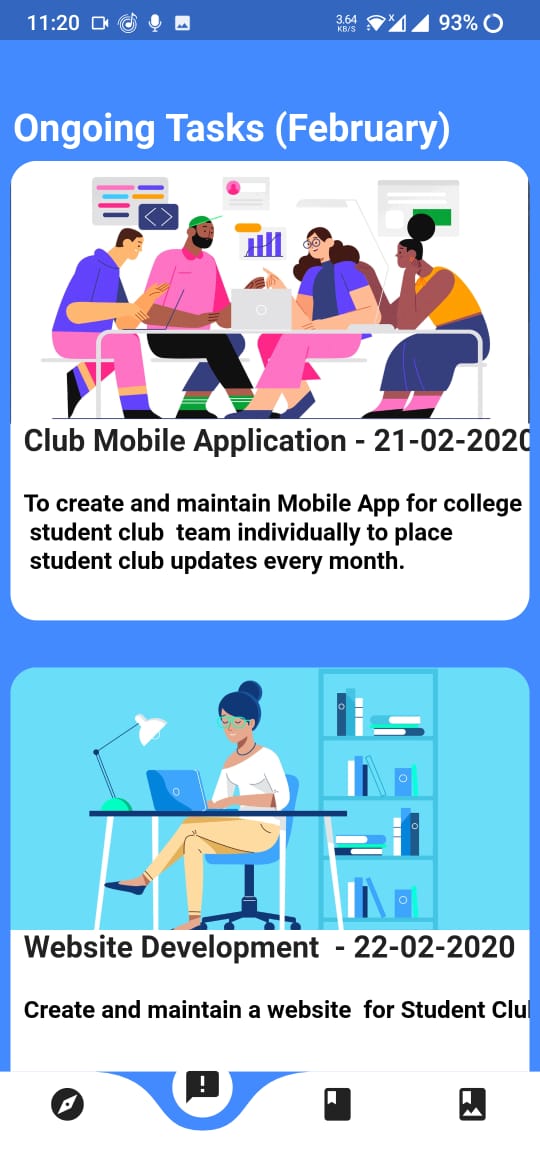 11:20
3.64
KB/S
x
93%
Ongoing Tasks (February)
Club Mobile Application - 21-02-2020
To create and maintain Mobile App for college
student club  team individually to place
student club updates every month.
Website Development  - 22-02-2020
Create and maintain a website  for Student Clu